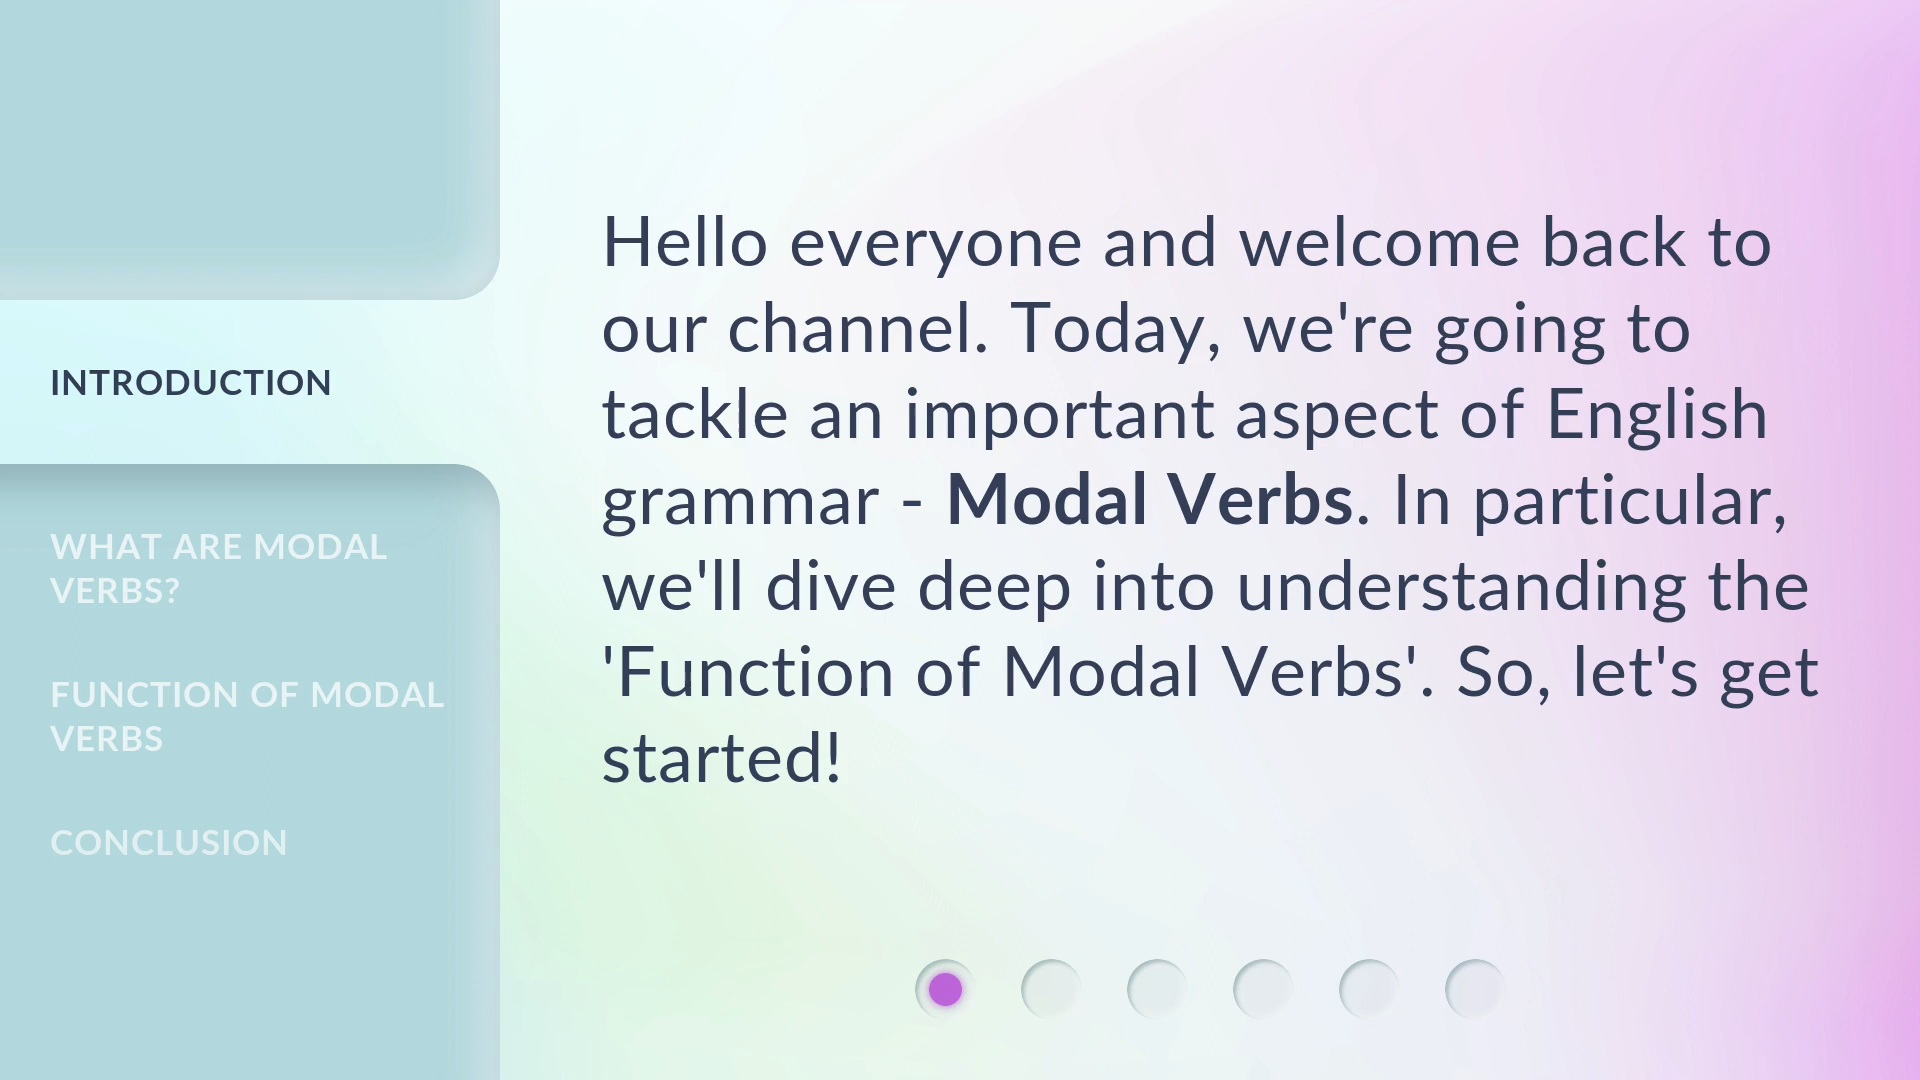 INTRODUCTION
WHAT ARE MODAL
VERBS?
FUNCTION OF MODAL
VERBS
CONCLUSION
Hello everyone and welcome back to
our channel. Today, we're going to
tackle an important aspect of English
grammar - Modal Verbs. In particular,
we'll dive deep into understanding the
'Function of Modal Verbs'. So, let's get
started!